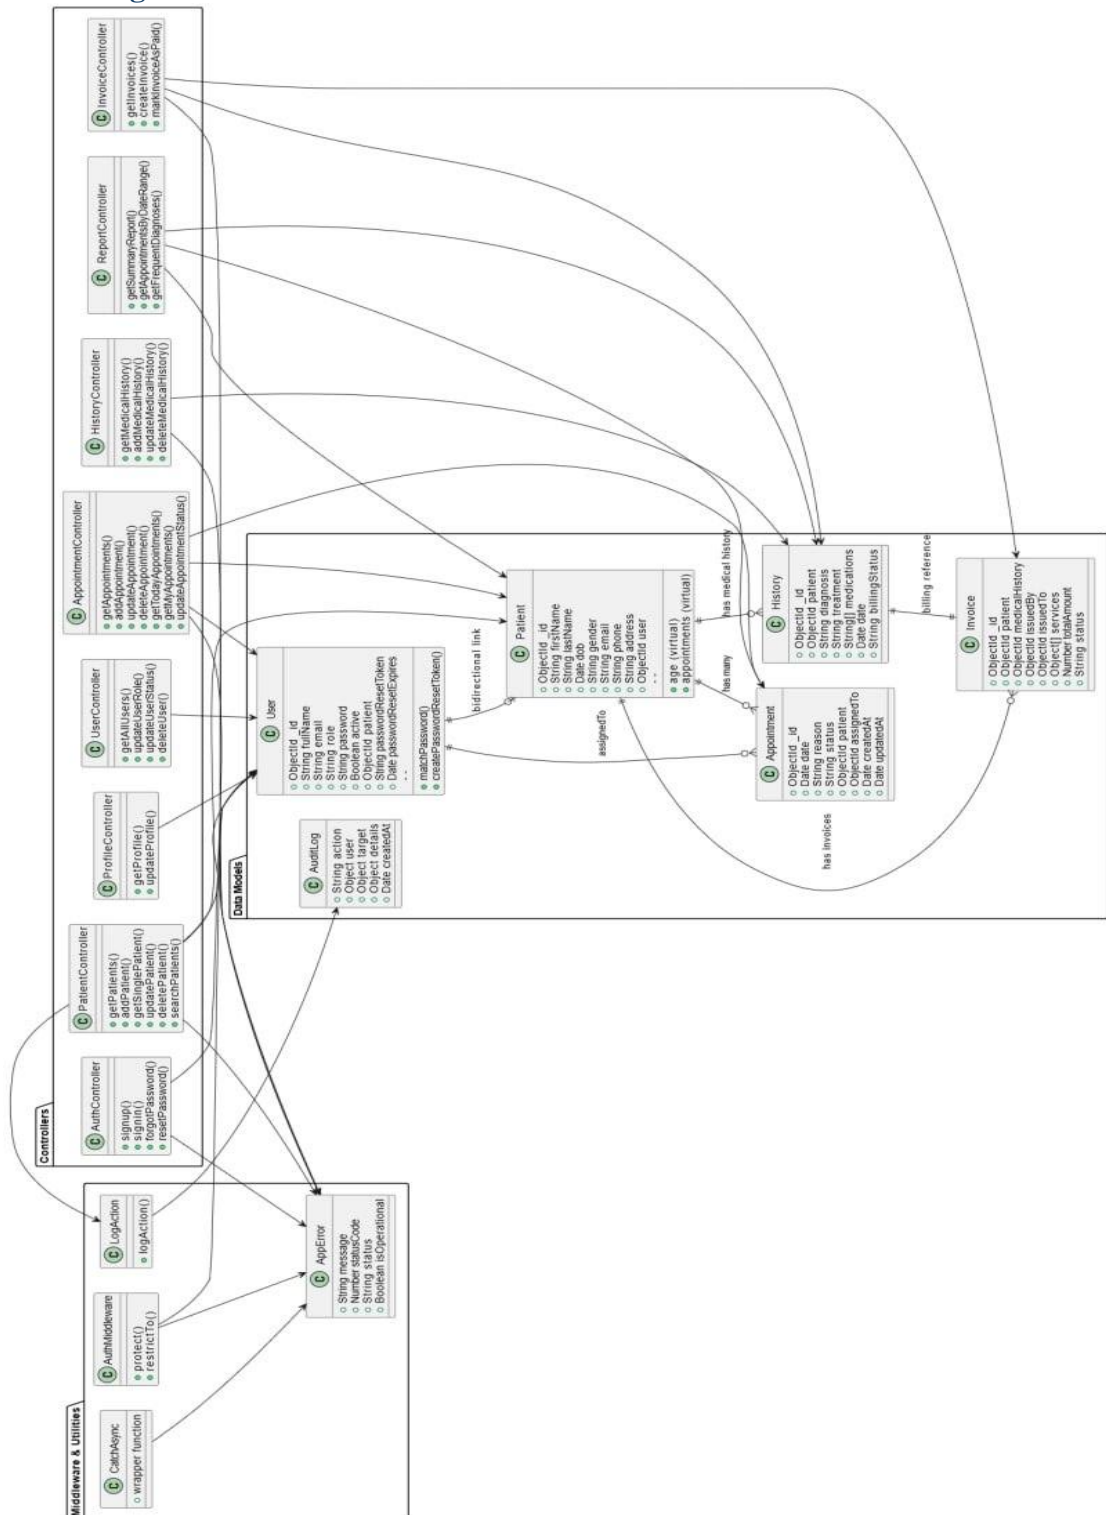 Middleware & Utilities
C CatchAsync
wrapper function
C AuthMiddleware
protect()
restrictTo()
C LogAction
logAction()
C AppError
String message
Number statusCode
String status
Boolean isOperational
Controllers
C AuthController
signup()
signin()
forgotPassword()
resetPassword()
C PatientController
getPatients()
addPatient()
getSinglePatient()
updatePatient()
deletePatient()
searchPatients()
C ProfileController
getProfile()
updateProfile()
C UserController
getAllUsers()
updateUserRole()
updateUserStatus()
deleteUser()
C AppointmentController
getAppointments()
addAppointment()
updateAppointment()
deleteAppointment()
getTodayAppointments()
getMyAppointments()
updateAppointmentStatus()
C HistoryController
getMedicalHistory()
addMedicalHistory()
updateMedicalHistory()
deleteMedicalHistory()
C ReportController
getSummaryReport()
getAppointmentsByDateRange()
getFrequentDiagnoses()
C InvoiceController
getInvoices()
createInvoice()
markInvoiceAsPaid()
Data Models
C AuditLog
String action
Object user
Object target
Object details
Date createdAt
C User
ObjectId _id
String fullName
String email
String role
String password
Boolean active
ObjectId patient
String passwordResetToken
Date passwordResetExpires
--
matchPassword()
createPasswordResetToken()
bidirectional link
C Patient
ObjectId _id
String firstName
String lastName
Date dob
String gender
String email
String phone
String address
ObjectId user
--
age (virtual)
appointments (virtual)
assignedTo
has many
has medical history
C Appointment
ObjectId _id
Date date
String reason
String status
ObjectId patient
ObjectId assignedTo
Date createdAt
Date updatedAt
C History
ObjectId _id
ObjectId patient
String diagnosis
String treatment
String[] medications
Date date
String billingStatus
has invoices
billing reference
C Invoice
ObjectId _id
ObjectId patient
ObjectId medicalHistory
ObjectId issuedBy
ObjectId issuedTo
Object[] services
Number totalAmount
String status